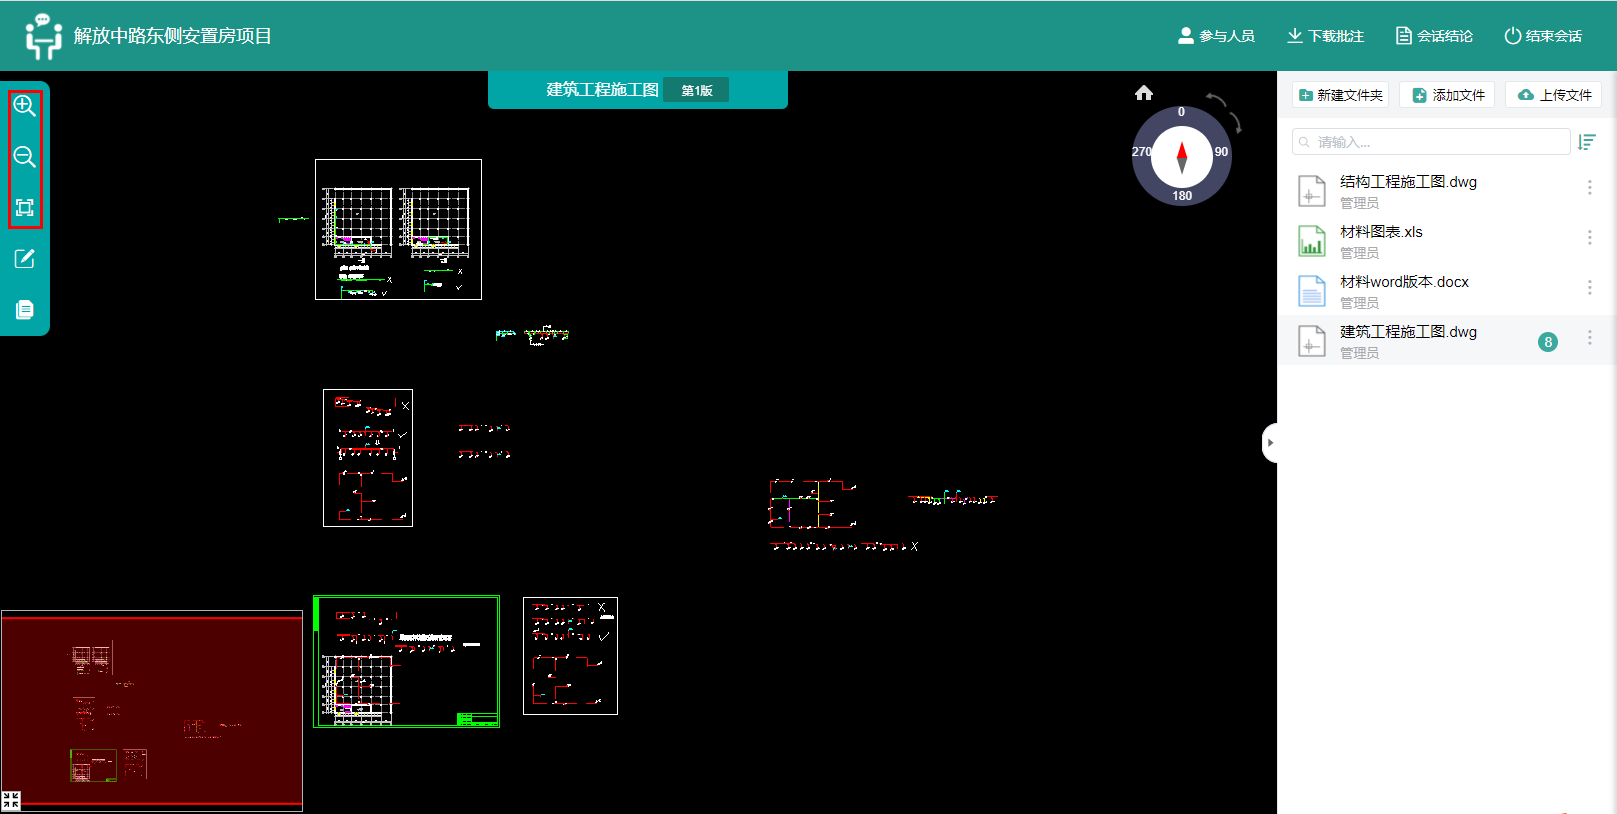 解放中路东侧安置房项目
参与人员
下载批注
会话结论
结束会话
建筑工程施工图 第1版
0
270
90
180
新建文件夹
添加文件
上传文件
请输入...
结构工程施工图.dwg
管理员
材料图表.xls
管理员
材料word版本.docx
管理员
建筑工程施工图.dwg
管理员
8